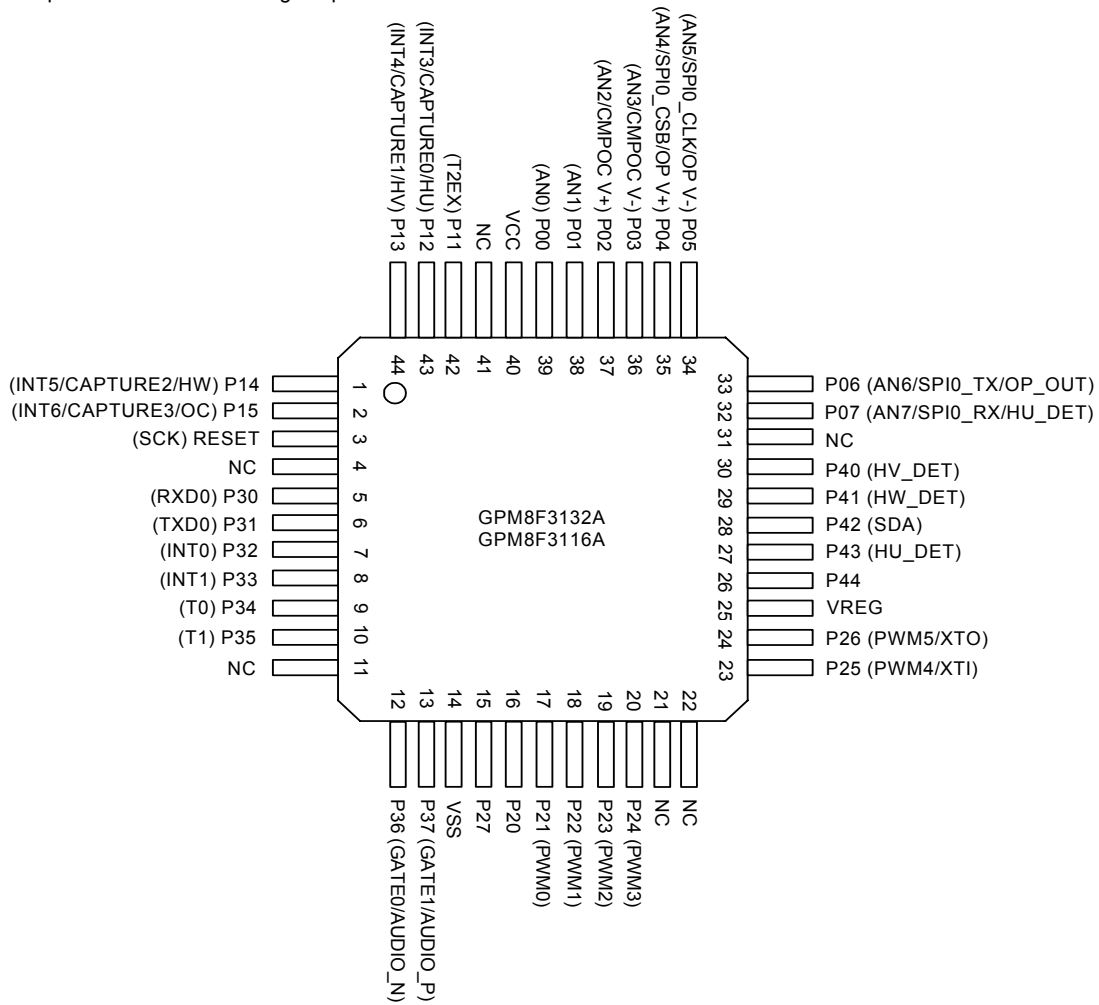 (INT4/CAPTURE1/HV) P13
(INT3/CAPTURE0/HU) P12
(T2EX) P11
NC
VCC
(AN0) P00
(AN1) P01
(AN2/CMPOC V+) P02
(AN3/CMPOC V-) P03
(AN4/SPI0_CSB/OP V+) P04
(AN5/SPI0_CLK/OP V-) P05
44
43
42
41
40
39
38
37
36
35
34
(INT5/CAPTURE2/HW) P14
(INT6/CAPTURE3/OC) P15
(SCK) RESET
NC
(RXD0) P30
(TXD0) P31
(INT0) P32
(INT1) P33
(T0) P34
(T1) P35
NC
1
2
3
4
5
6
7
8
9
10
11
GPM8F3132A
GPM8F3116A
33
32
31
30
29
28
27
26
25
24
23
P06 (AN6/SPI0_TX/OP_OUT)
P07 (AN7/SPI0_RX/HU_DET)
NC
P40 (HV_DET)
P41 (HW_DET)
P42 (SDA)
P43 (HU_DET)
P44
VREG
P26 (PWM5/XTO)
P25 (PWM4/XTI)
12
13
14
15
16
17
18
19
20
21
22
P36 (GATE0/AUDIO_N)
P37 (GATE1/AUDIO_P)
VSS
P27
P20
P21 (PWM0)
P22 (PWM1)
P23 (PWM2)
P24 (PWM3)
NC
NC